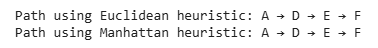 Path using Euclidean heuristic: A → D → E → F
Path using Manhattan heuristic: A → D → E → F